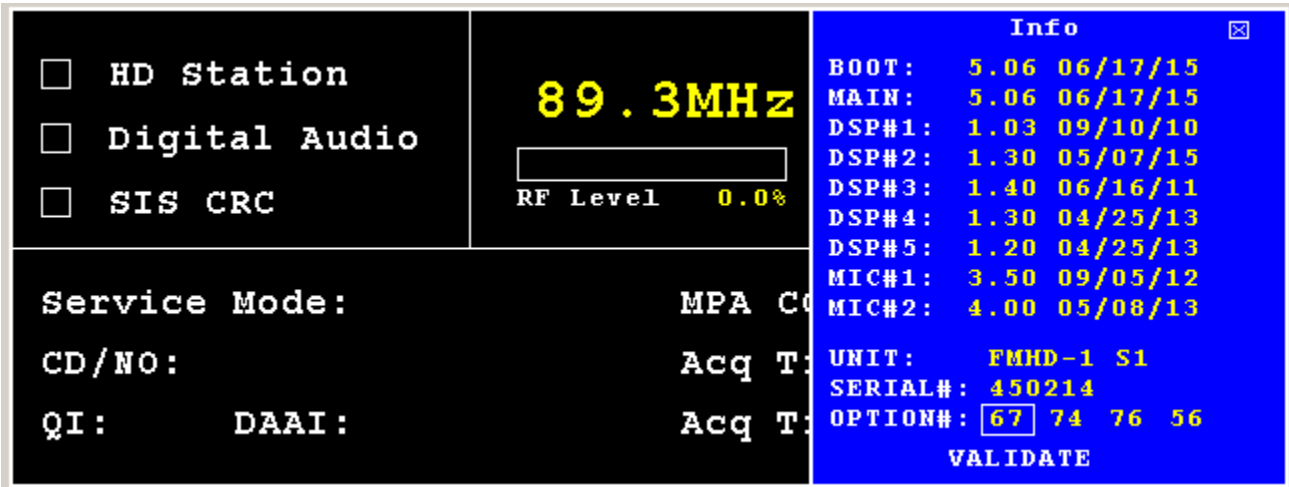 HD Station
Digital Audio
SIS CRC
89.3MHz
RF Level 0.0%
Service Mode:
CD/NO:
QI: DAAI:
MPA
Acq
Acq
Info
BOOT: 5.06 06/17/15
MAIN: 5.06 06/17/15
DSP#1: 1.03 09/10/10
DSP#2: 1.30 05/07/15
DSP#3: 1.40 06/16/11
DSP#4: 1.30 04/25/13
DSP#5: 1.20 04/25/13
MIC#1: 3.50 09/05/12
MIC#2: 4.00 05/08/13
UNIT: FMHD-1 S1
SERIAL#: 450214
OPTION#: 67 74 76 56
VALIDATE